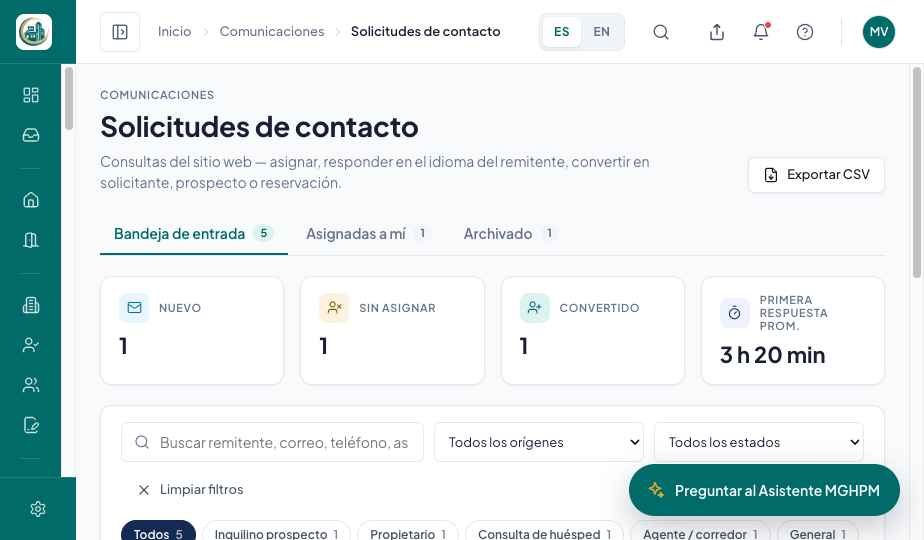 Inicio
Comunicaciones
Solicitudes de contacto
ES
EN
MV
COMUNICACIONES
Solicitudes de contacto
Consultas del sitio web — asignar, responder en el idioma del remitente, convertir en
solicitante, prospecto o reservación.
Exportar CSV
Bandeja de entrada 5
Asignadas a mí 1
Archivado 1
NUEVO
1
SIN ASIGNAR
1
CONVERTIDO
1
PRIMERA
RESPUESTA
PROM.
3 h 20 min
Buscar remitente, correo, teléfono, as
Todos los orígenes
Todos los estados
Limpiar filtros
Preguntar al Asistente MGHPM
Todos 5
Inquilino prospecto 1
Propietario 1
Consulta de huésped 1
Agente / corredor 1
General 1